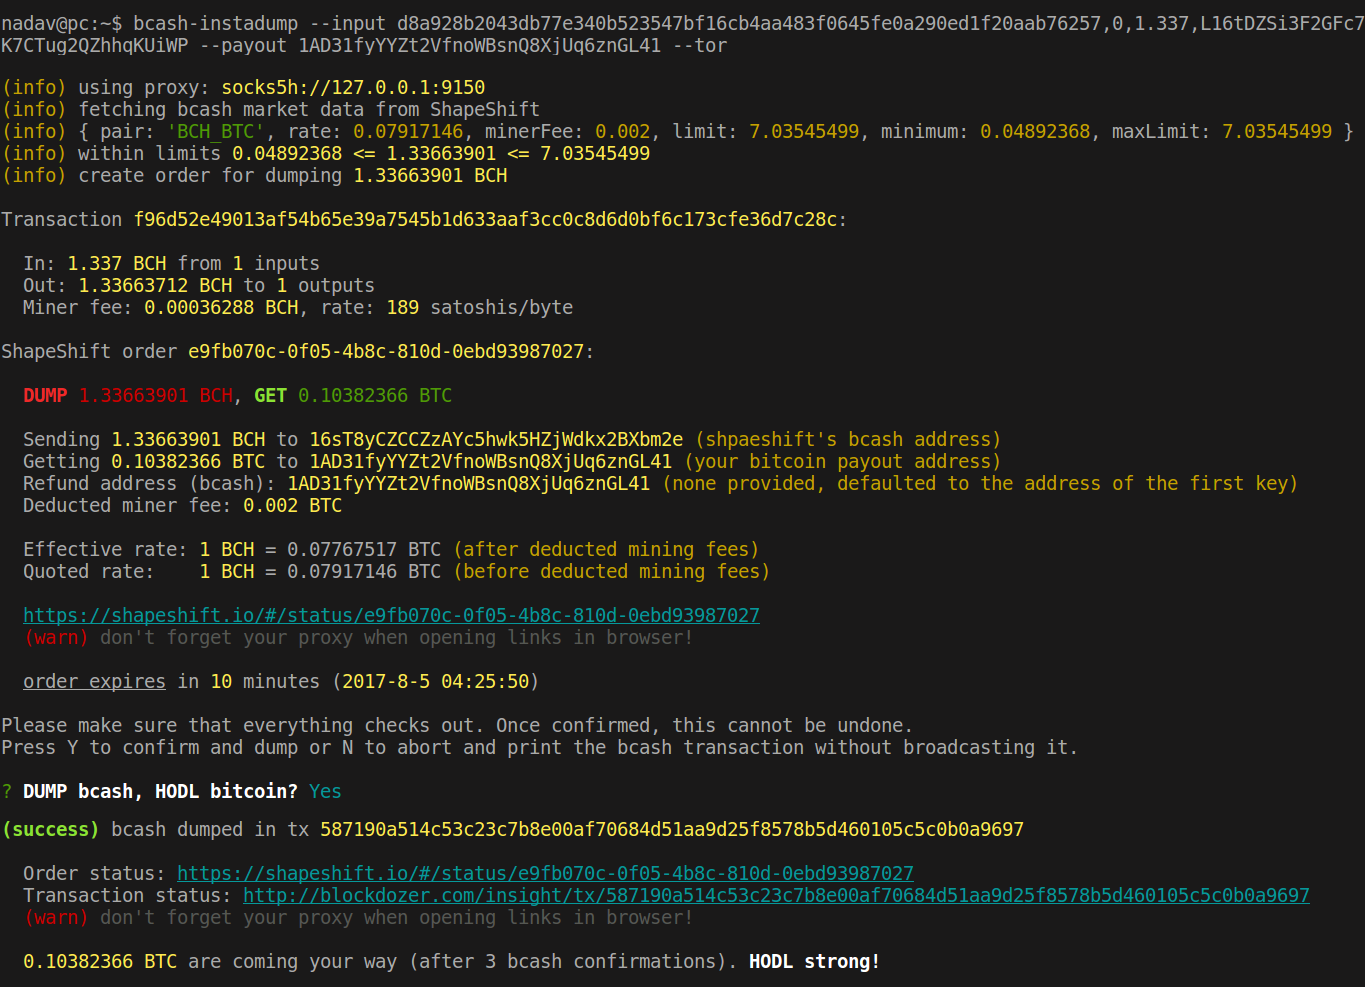 nadav@pc:~$ bcash-instadump --input d8a928b2043db77e340b523547bf16cb4aa483f0645fe0a290ed1f20aab76257,0,1.337,L16tDZSi3F2GFc7
K7CTug2QZhhqKUiWP --payout 1AD31fyYYZt2VfnoWBsnQ8XjUq6znGL41 --tor
(info) using proxy: socks5h://127.0.0.1:9150
(info) fetching bcash market data from ShapeShift
(info) { pair: 'BCH_BTC', rate: 0.07917146, minerFee: 0.002, limit: 7.03545499, minimum: 0.04892368, maxLimit: 7.03545499 }
(info) within limits 0.04892368 <= 1.33663901 <= 7.03545499
(info) create order for dumping 1.33663901 BCH
Transaction f96d52e49013af54b65e39a7545b1d633aaf3cc0c8d6d0bf6c173cfe36d7c28c:
In: 1.337 BCH from 1 inputs
Out: 1.33663712 BCH to 1 outputs
Miner fee: 0.00036288 BCH, rate: 189 satoshis/byte
ShapeShift order e9fb070c-0f05-4b8c-810d-0ebd93987027:
DUMP 1.33663901 BCH, GET 0.10382366 BTC
Sending 1.33663901 BCH to 16sT8yCZCCZzAYc5hwk5HZjWdkx2BXbm2e (shpaeshift's bcash address)
Getting 0.10382366 BTC to 1AD31fyYYZt2VfnoWBsnQ8XjUq6znGL41 (your bitcoin payout address)
Refund address (bcash): 1AD31fyYYZt2VfnoWBsnQ8XjUq6znGL41 (none provided, defaulted to the address of the first key)
Deducted miner fee: 0.002 BTC
Effective rate: 1 BCH = 0.07767517 BTC (after deducted mining fees)
Quoted rate:    1 BCH = 0.07917146 BTC (before deducted mining fees)
https://shapeshift.io/#/status/e9fb070c-0f05-4b8c-810d-0ebd93987027
(warn) don't forget your proxy when opening links in browser!
order expires in 10 minutes (2017-8-5 04:25:50)
Please make sure that everything checks out. Once confirmed, this cannot be undone.
Press Y to confirm and dump or N to abort and print the bcash transaction without broadcasting it.
? DUMP bcash, HODL bitcoin? Yes
(success) bcash dumped in tx 587190a514c53c23c7b8e00af70684d51aa9d25f8578b5d460105c5c0b0a9697
Order status: https://shapeshift.io/#/status/e9fb070c-0f05-4b8c-810d-0ebd93987027
Transaction status: http://blockdozer.com/insight/tx/587190a514c53c23c7b8e00af70684d51aa9d25f8578b5d460105c5c0b0a9697
(warn) don't forget your proxy when opening links in browser!
0.10382366 BTC are coming your way (after 3 bcash confirmations). HODL strong!